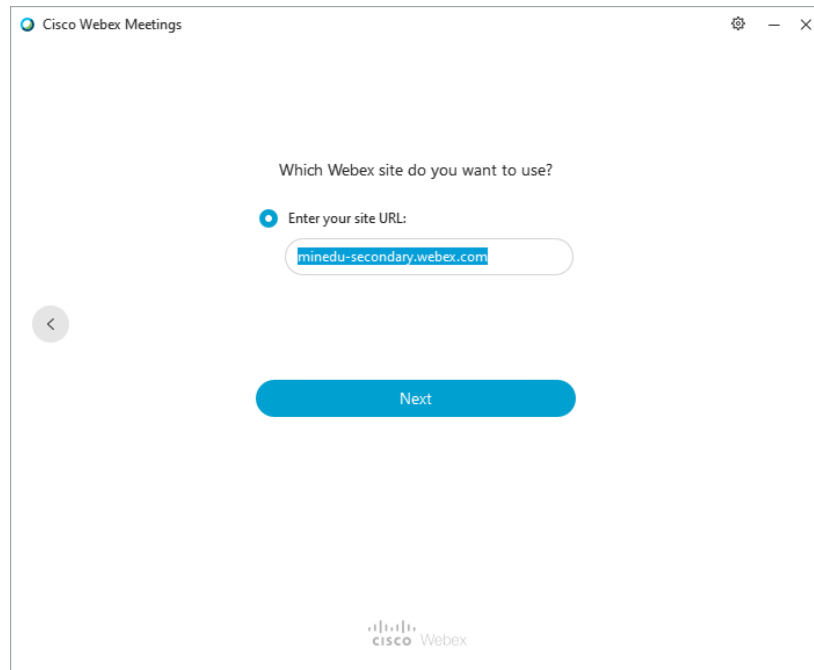 Cisco Webex Meetings
Which Webex site do you want to use?
Enter your site URL:
minedu-secondary.webex.com
Next
cisco Webex